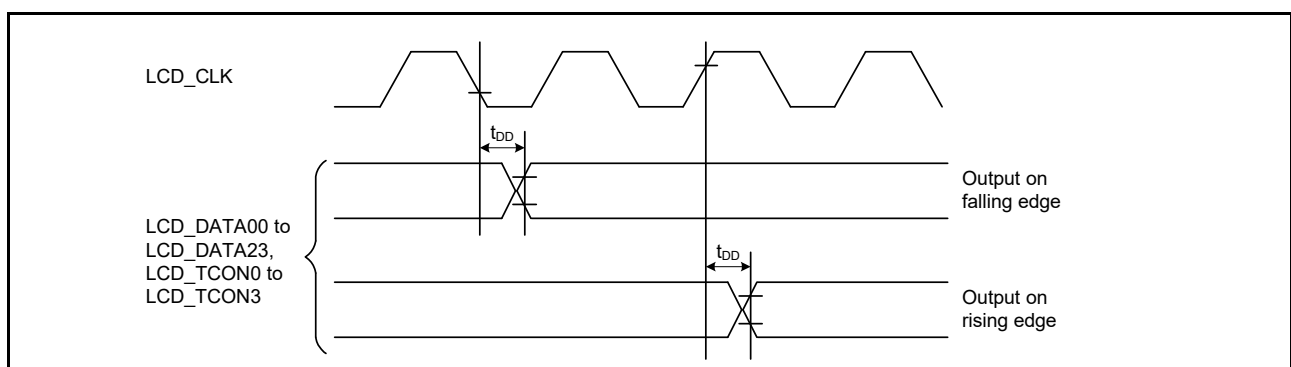 LCD_CLK
tDD
Output on
falling edge
LCD_DATA00 to
LCD_DATA23,
LCD_TCON0 to
LCD_TCON3
tDD
Output on
rising edge